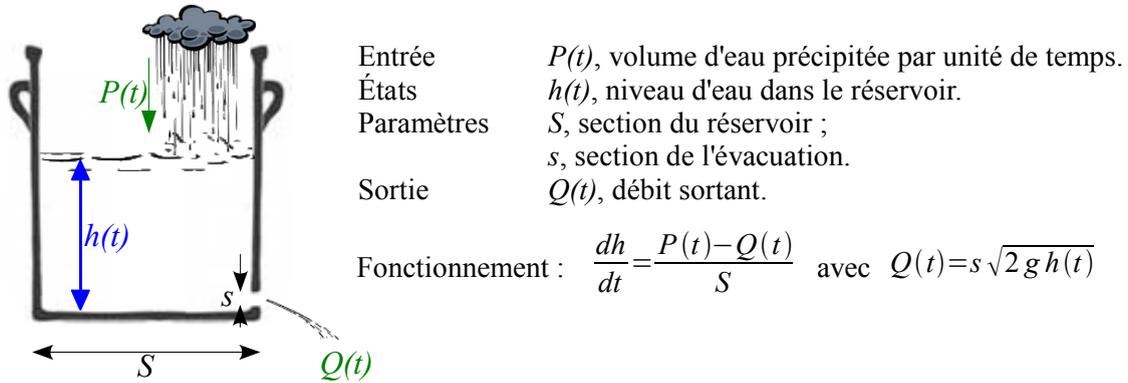 Entrée P(t), volume d'eau précipitée par unité de temps.
États h(t), niveau d'eau dans le réservoir.
Paramètres S, section du réservoir ;
s, section de l'évacuation.
Sortie Q(t), débit sortant.
Fonctionnement : dh/dt = (P(t)−Q(t))/S avec Q(t)=s√(2 g h(t))
P(t)
h(t)
s
S
Q(t)